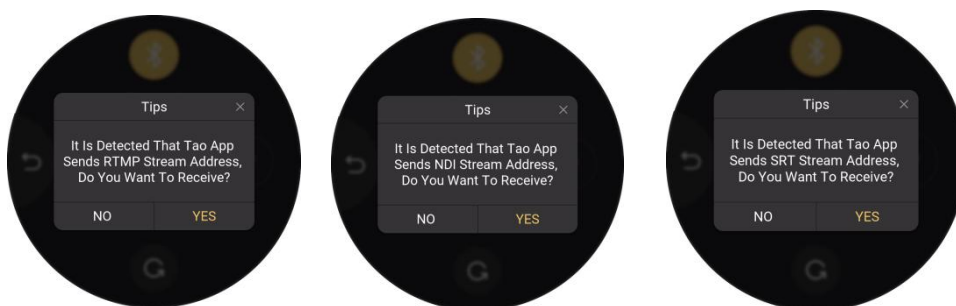 Tips
It Is Detected That Tao App
Sends RTMP Stream Address,
Do You Want To Receive?
NO
YES
Tips
It Is Detected That Tao App
Sends NDI Stream Address,
Do You Want To Receive?
NO
YES
Tips
It Is Detected That Tao App
Sends SRT Stream Address,
Do You Want To Receive?
NO
YES